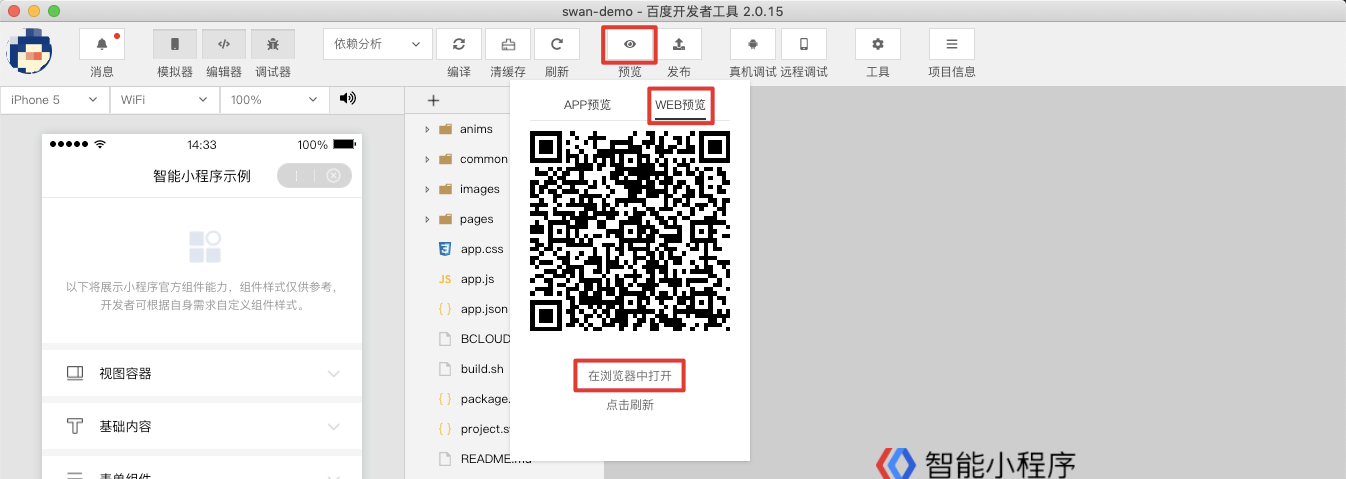 swan-demo - 百度开发者工具 2.0.15
消息
模拟器
编辑器
调试器
依赖分析
编译
清缓存
刷新
预览
发布
真机调试
远程调试
工具
项目信息
iPhone 5
WiFi
100%
14:33
100%
智能小程序示例
以下将展示小程序官方组件能力，组件样式仅供参考，
开发者可根据自身需求自定义组件样式。
视图容器
基础内容
表单组件
+
anims
common
images
pages
app.css
JS app.js
{ } app.json
BCLOUD
build.sh
{ } package.
{ } project.s
README.md
APP预览
WEB预览
在浏览器中打开
点击刷新
智能小程序